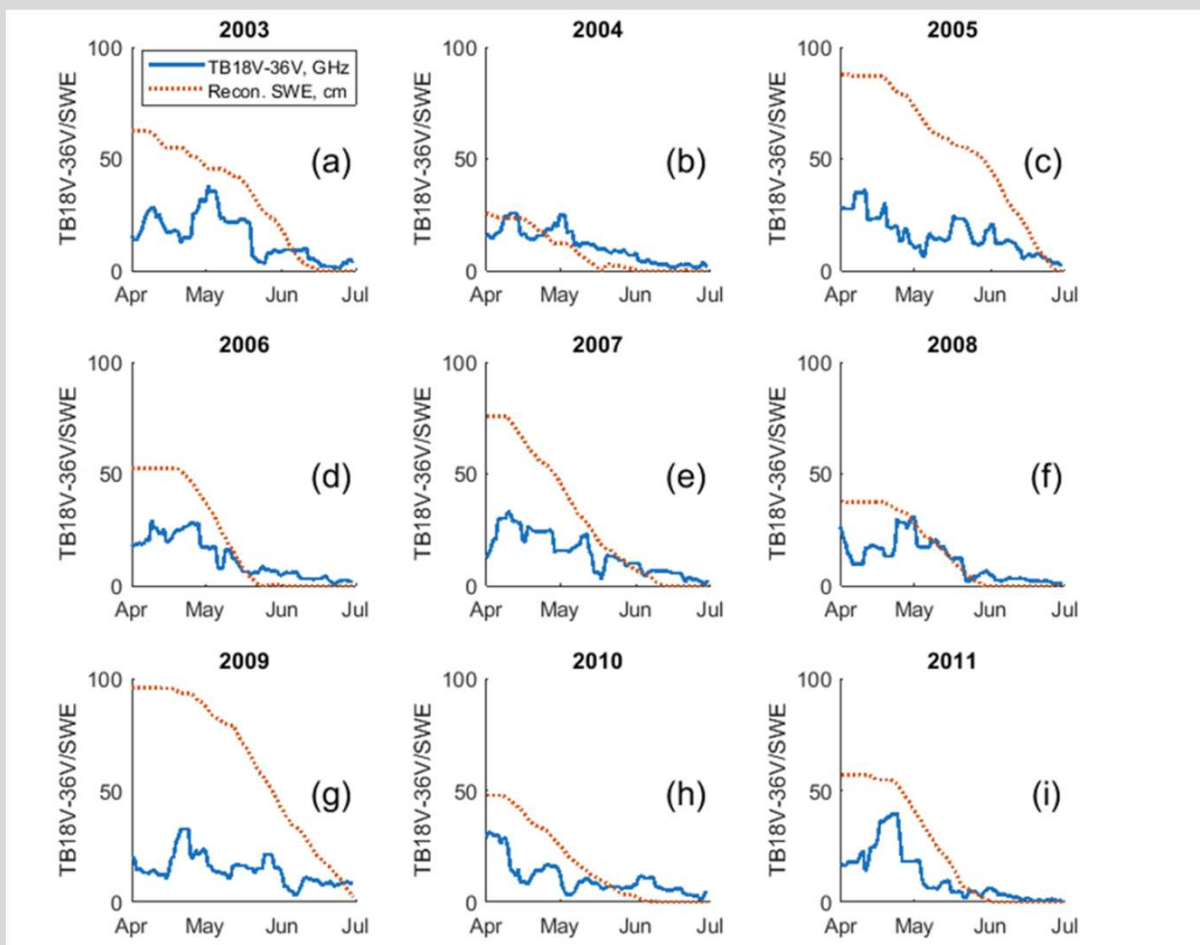 2003
2004
2005
100
50
0
TB18V-36V/SWE
TB18V-36V, GHz
Recon. SWE, cm
(a)
Apr May Jun Jul
100
50
0
TB18V-36V/SWE
(b)
Apr May Jun Jul
100
50
0
TB18V-36V/SWE
(c)
Apr May Jun Jul
2006
2007
2008
100
50
0
TB18V-36V/SWE
(d)
Apr May Jun Jul
100
50
0
TB18V-36V/SWE
(e)
Apr May Jun Jul
100
50
0
TB18V-36V/SWE
(f)
Apr May Jun Jul
2009
2010
2011
100
50
0
TB18V-36V/SWE
(g)
Apr May Jun Jul
100
50
0
TB18V-36V/SWE
(h)
Apr May Jun Jul
100
50
0
TB18V-36V/SWE
(i)
Apr May Jun Jul